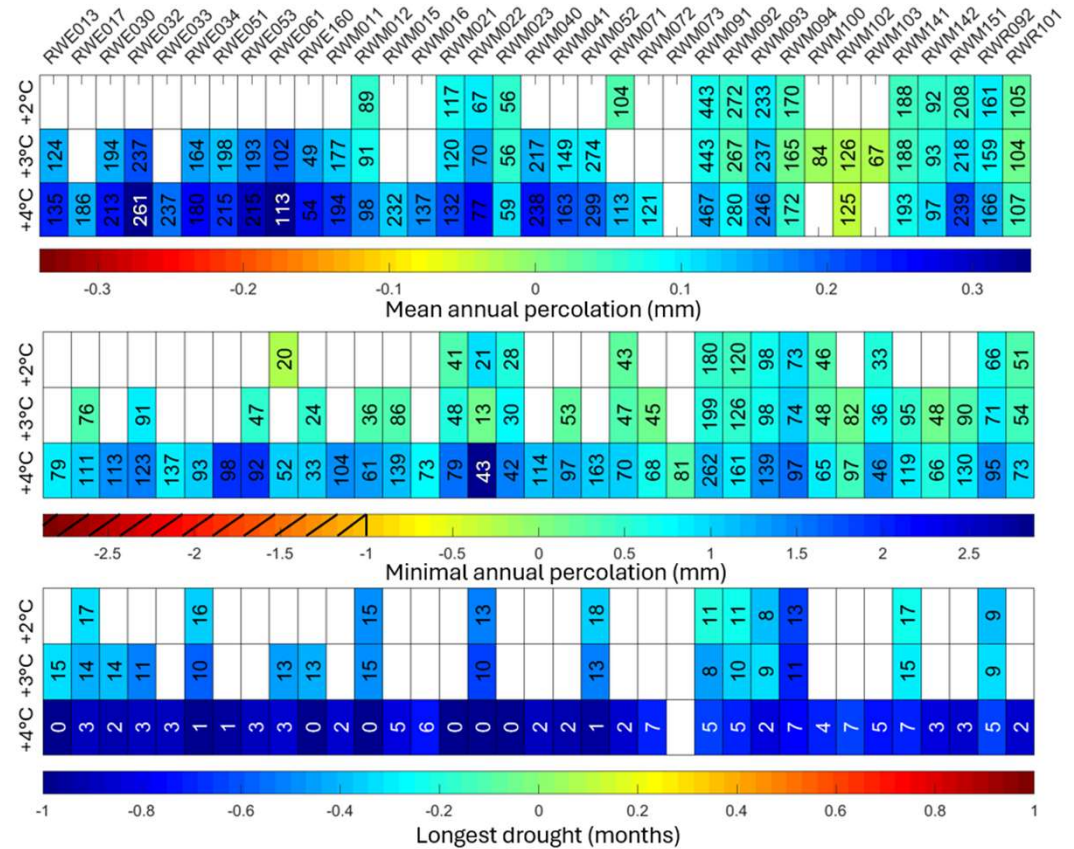 RWE013 RWE017 RWE030 RWE032 RWE033 RWE034 RWE051 RWE053 RWE061 RWE160 RWM011 RWM012 RWM015 RWM016 RWM021 RWM022 RWM023 RWM040 RWM041 RWM052 RWM071 RWM072 RWM073 RWM091 RWM092 RWM093 RWM094 RWM100 RWM102 RWM103 RWM141 RWM142 RWM151 RWR092 RWR101
+2°C 89 117 67 56 104 443 272 233 170 188 92 208 161 105
+3°C 124 194 237 164 198 193 102 49 177 91 120 70 56 217 149 274 443 267 237 165 84 126 67 188 93 218 159 104
+4°C 135 186 213 261 237 180 215 215 113 54 194 98 232 137 132 77 59 238 163 299 113 121 467 280 246 172 125 193 97 239 166 107
-0.3 -0.2 -0.1 0 0.1 0.2 0.3
Mean annual percolation (mm)
+2°C 20 41 21 28 43 180 120 98 73 46 33 66 51
+3°C 76 91 47 24 36 86 48 13 30 53 47 45 199 126 98 74 48 82 36 95 48 90 71 54
+4°C 79 111 113 123 137 93 98 92 52 33 104 61 139 73 79 43 42 114 97 163 70 68 81 262 161 139 97 65 97 46 119 66 130 95 73
-2.5 -2 -1.5 -1 -0.5 0 0.5 1 1.5 2 2.5
Minimal annual percolation (mm)
+2°C 17 16 15 13 18 11 11 8 13 17 9
+3°C 15 14 14 11 10 13 13 15 10 13 8 10 9 11 15 9
+4°C 0 3 2 3 3 1 1 3 3 0 2 0 5 6 0 0 0 2 2 1 2 7 5 5 2 7 4 7 5 7 3 3 5 2
-1 -0.8 -0.6 -0.4 -0.2 0 0.2 0.4 0.6 0.8 1
Longest drought (months)